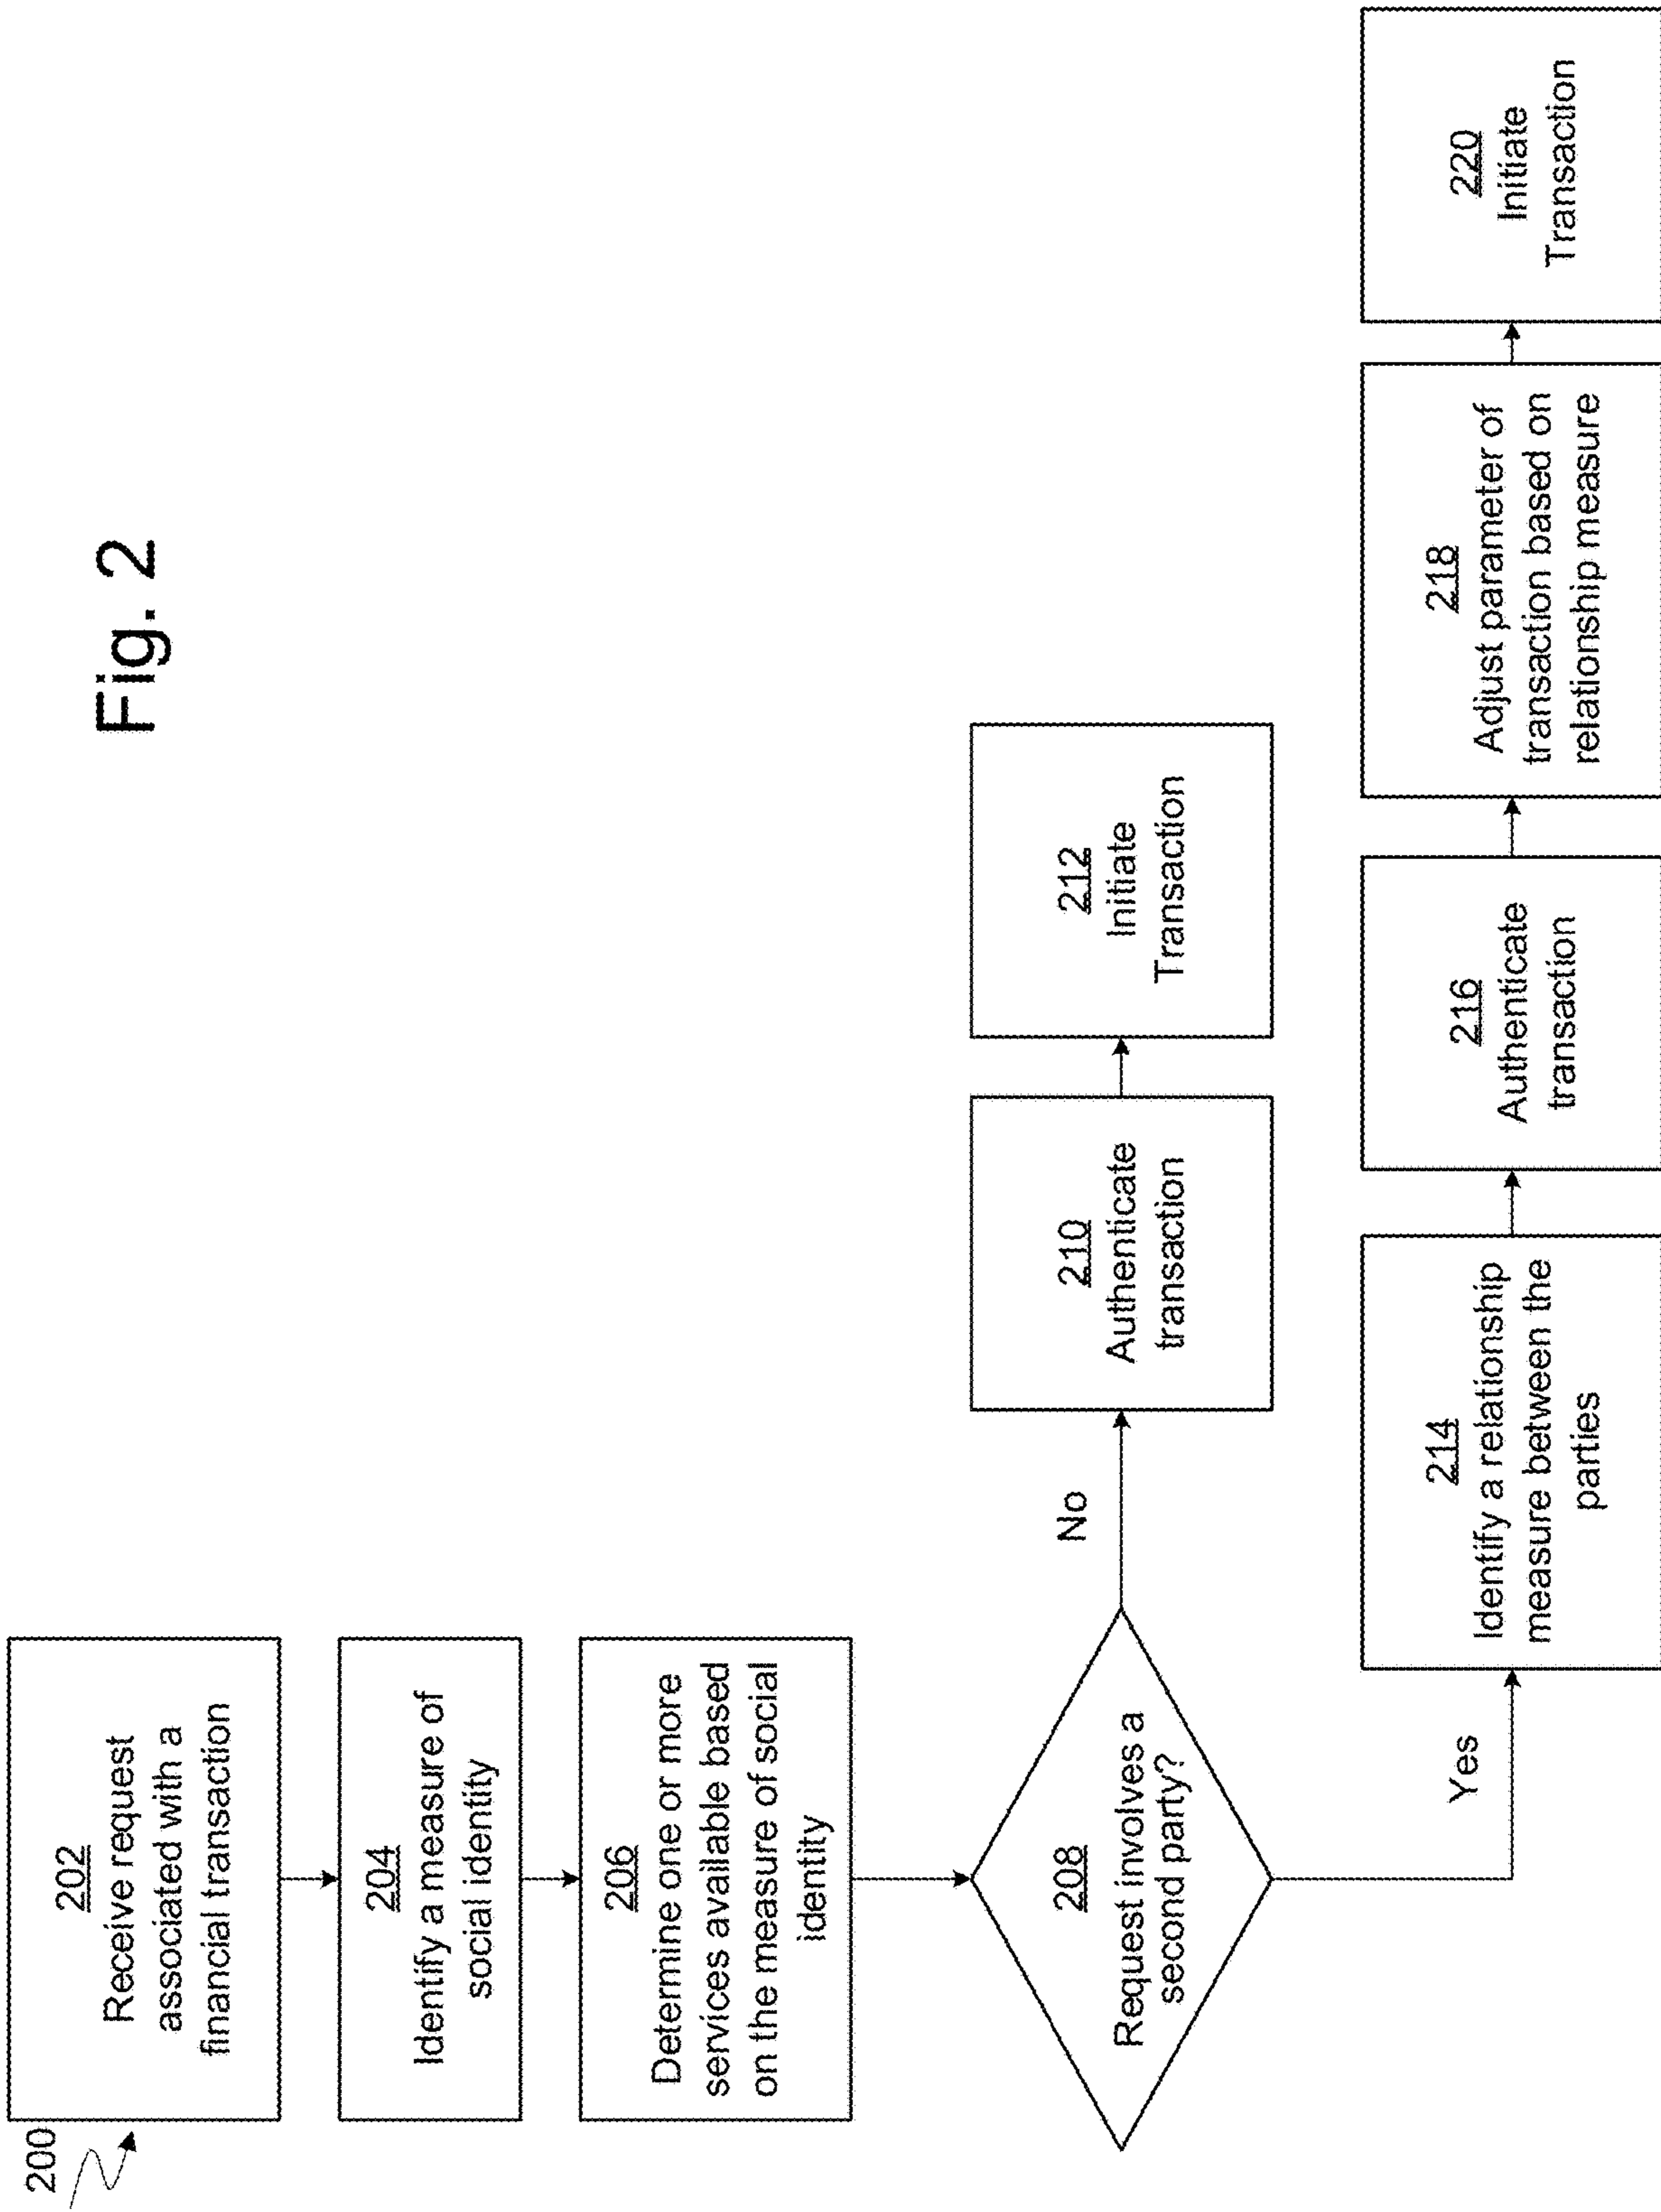 Fig. 2
200
202
Receive request
associated with a
financial transaction
204
Identify a measure of
social identity
206
Determine one or more
services available based
on the measure of social
identity
208
Request involves a
second party?
No
210
Authenticate
transaction
212
Initiate
Transaction
Yes
214
Identify a relationship
measure between the
parties
216
Authenticate
transaction
218
Adjust parameter of
transaction based on
relationship measure
220
Initiate
Transaction